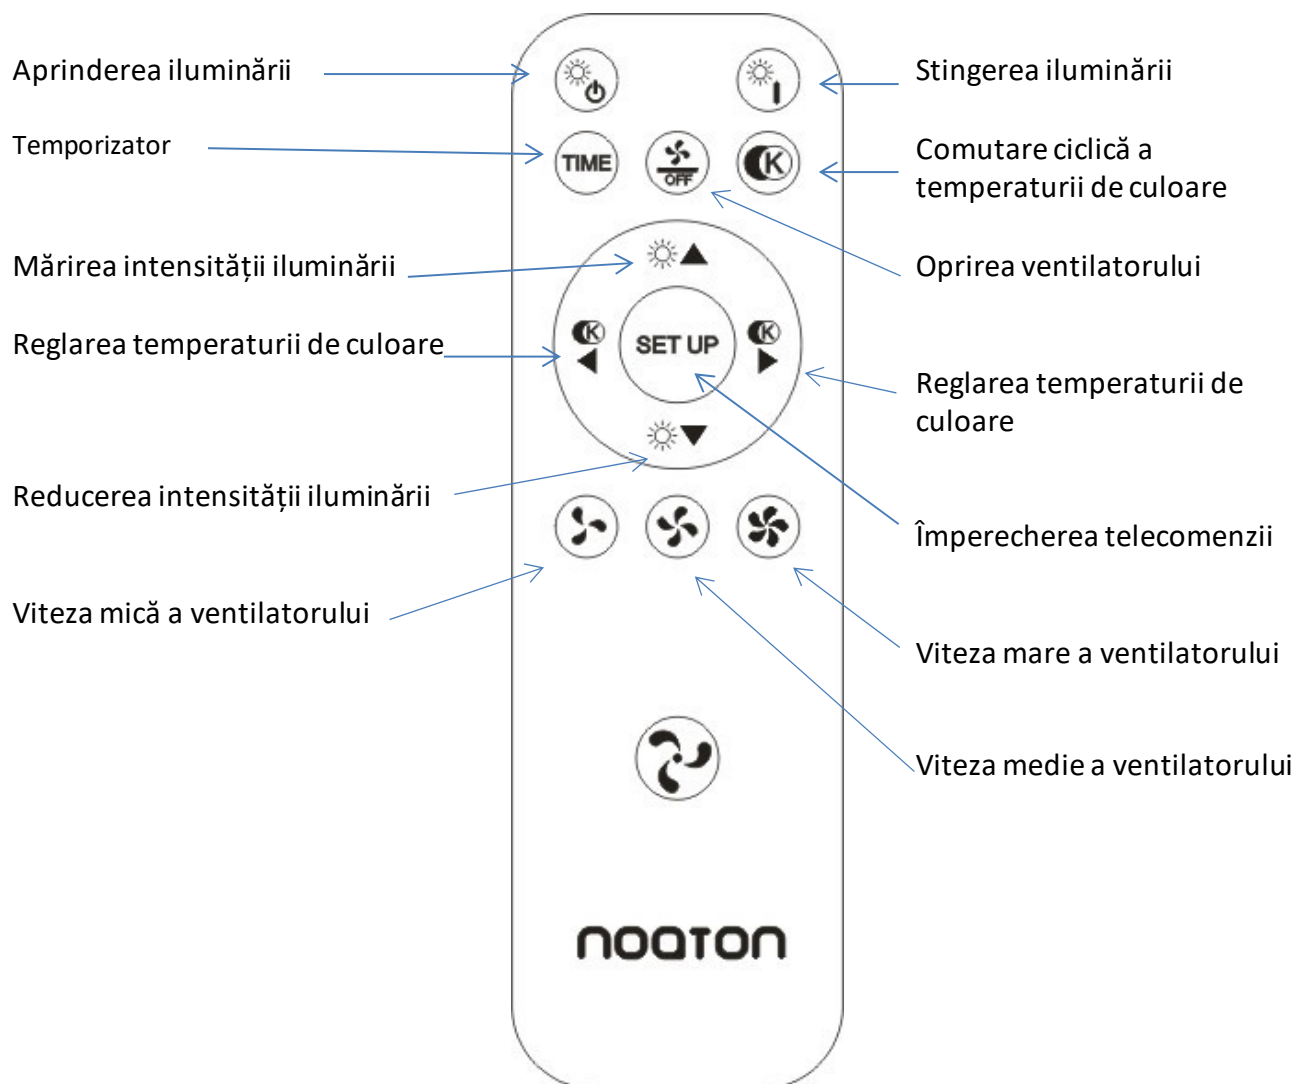 Aprinderea iluminării
Stingerea iluminării
Temporizator
TIME
OFF
K
Comutare ciclică a
temperaturii de culoare
Mărirea intensității iluminării
Oprirea ventilatorului
Reglarea temperaturii de culoare
K
SET UP
K
Reglarea temperaturii de
culoare
Reducerea intensității iluminării
Împerecherea telecomenzii
Viteza mică a ventilatorului
Viteza mare a ventilatorului
Viteza medie a ventilatorului
noaton